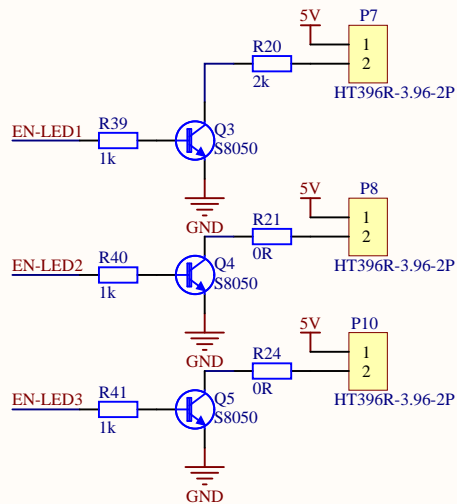 P7
5V
R20
1
2
2k
HT396R-3.96-2P
R39
Q3
EN-LED1
1k
S8050
GND
P8
5V
R21
1
2
0R
HT396R-3.96-2P
R40
Q4
EN-LED2
1k
S8050
GND
P10
5V
R24
1
2
0R
HT396R-3.96-2P
R41
Q5
EN-LED3
1k
S8050
GND